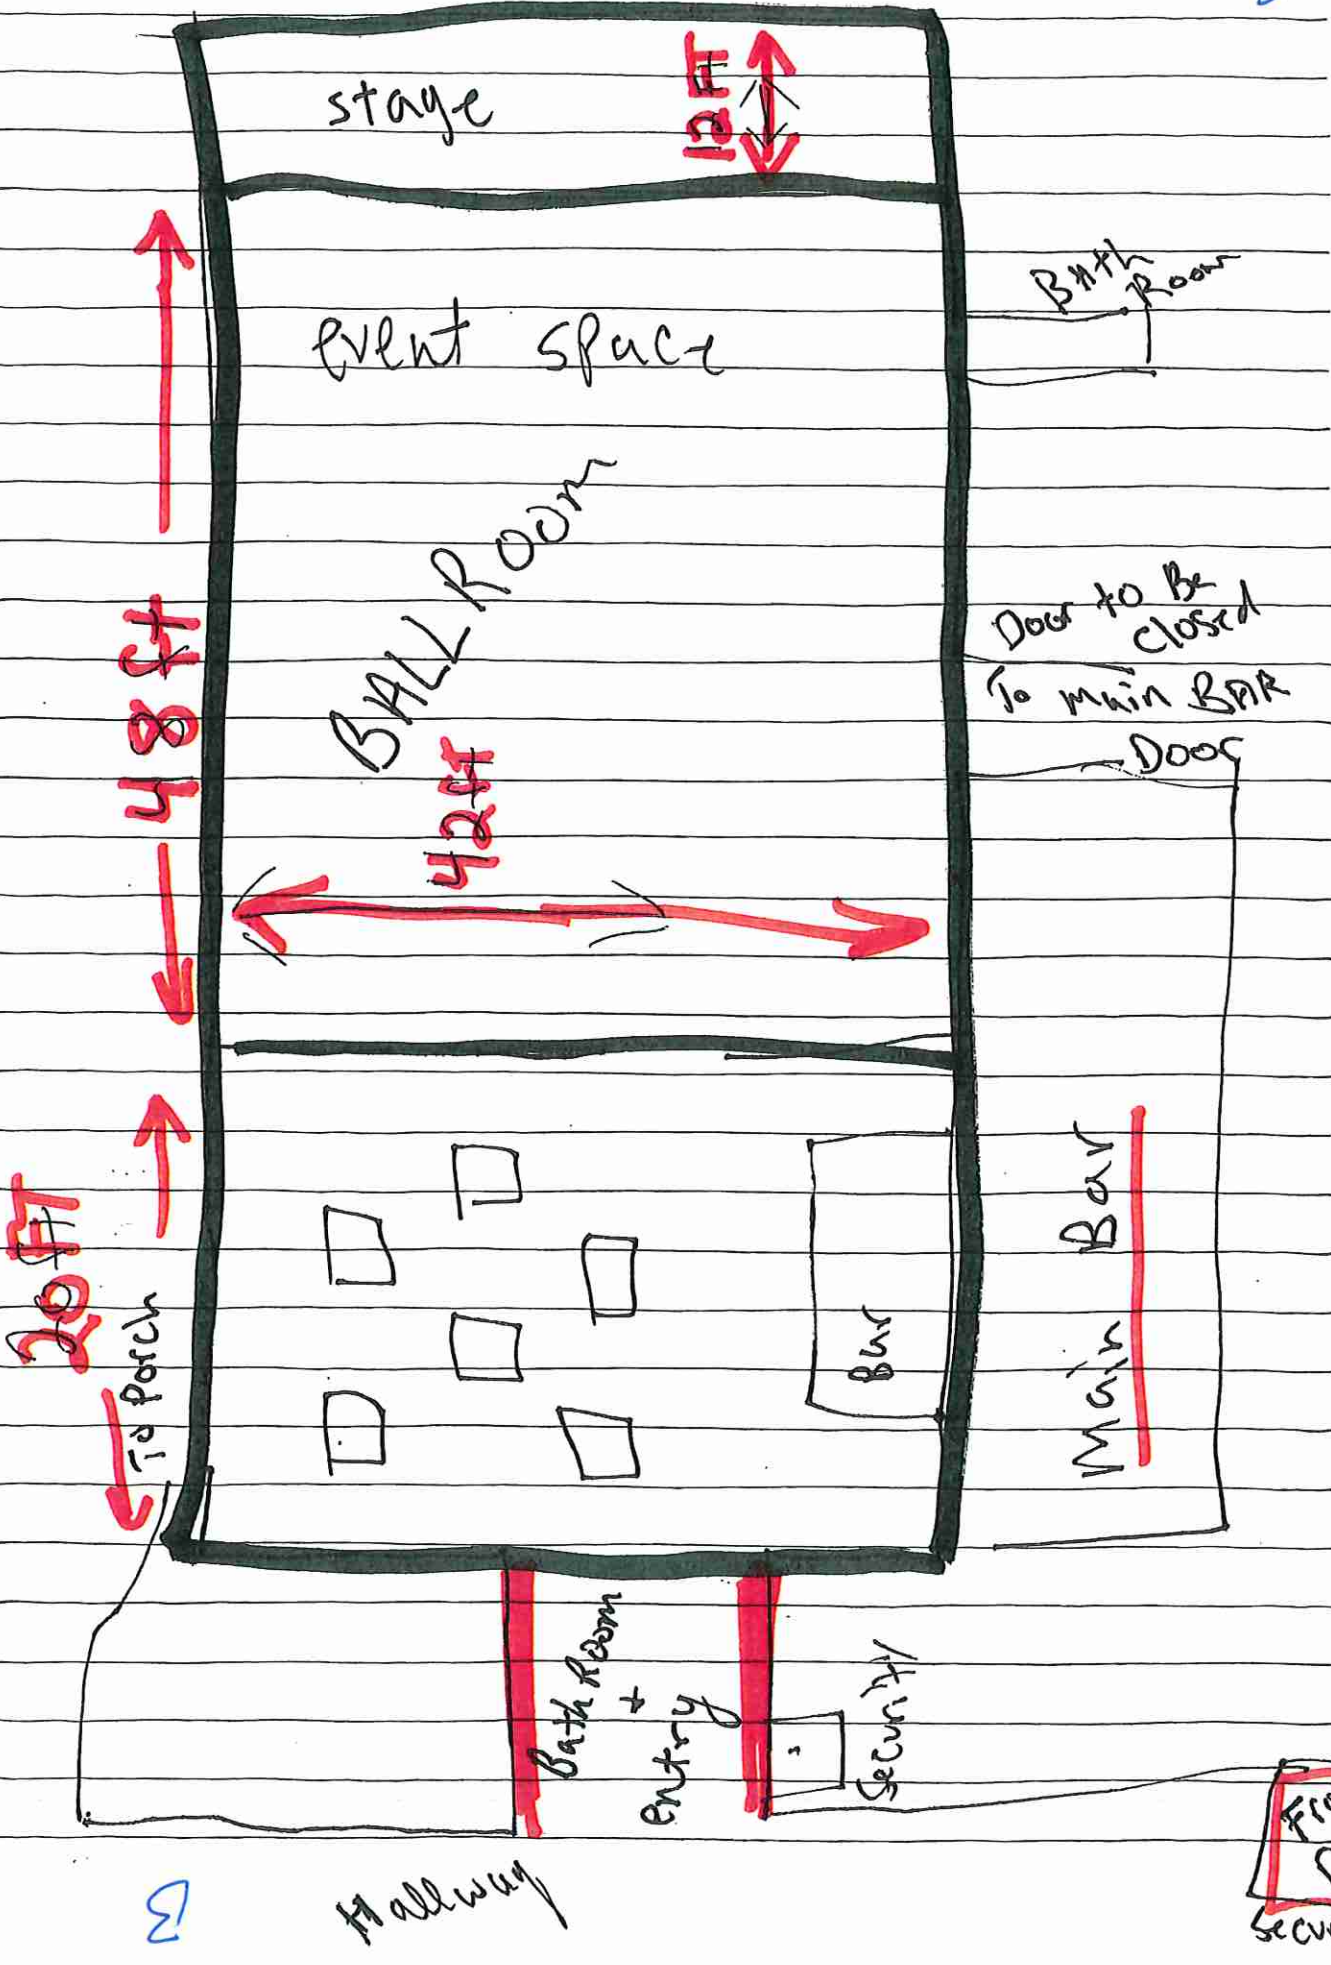 stage
12 FT
event space
Bath
Room
BALL ROOM
48 ft
Door to Be
closed
To main BAR
Door
42 ft
20 FT
To Porch
Bar
Main Bar
Bath Room
+
entry
Security
Hallway
3